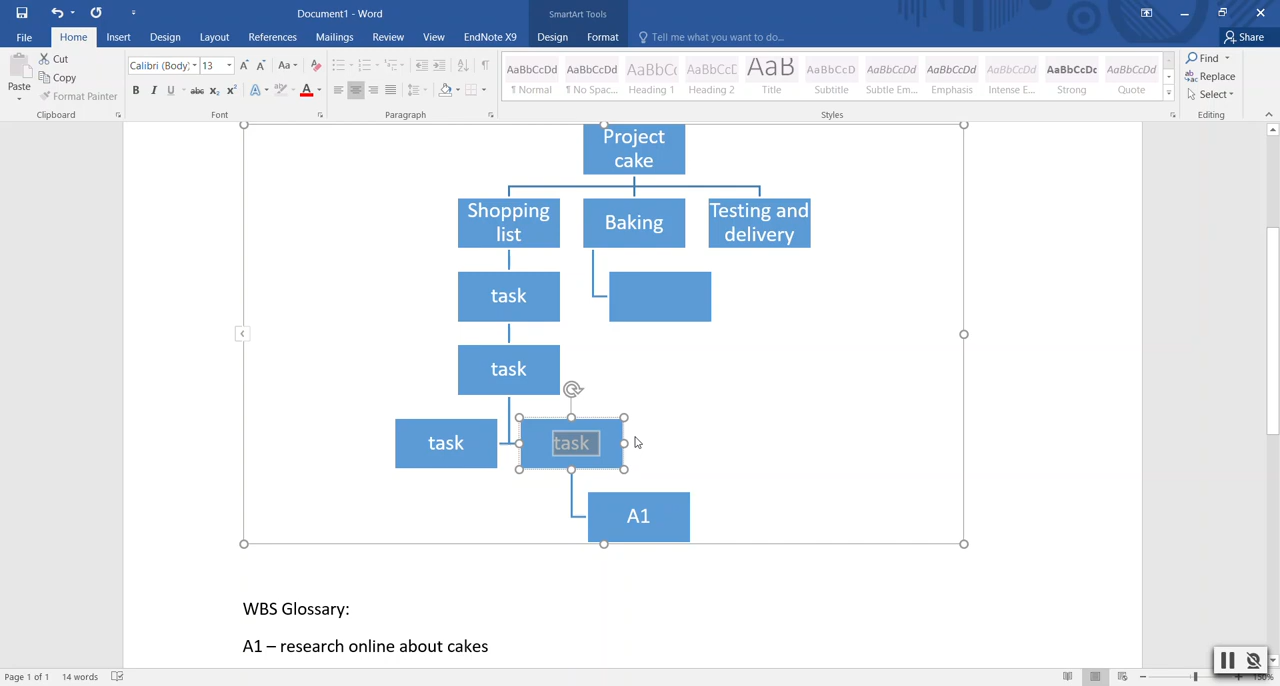 Document1 - Word
SmartArt Tools
File Home Insert Design Layout References Mailings Review View EndNote X9 Design Format Tell me what you want to do... Share
Paste
Cut
Copy
Format Painter
Clipboard
Calibri (Body) 13
Font
Paragraph
AaBbCcDd AaBbCcDd AaBbCc AaBbCcD AaB AaBbCcD AaBbCcDd AaBbCcDd AaBbCcDd AaBbCcDc AaBbCcDd
¶ Normal ¶ No Spac... Heading 1 Heading 2 Title Subtitle Subtle Em... Emphasis Intense E... Strong Quote
Styles
Find
Replace
Select
Editing
Project
cake
Shopping
list
Baking
Testing and
delivery
task
task
task
task
A1
WBS Glossary:
A1 – research online about cakes
Page 1 of 1 14 words
150%